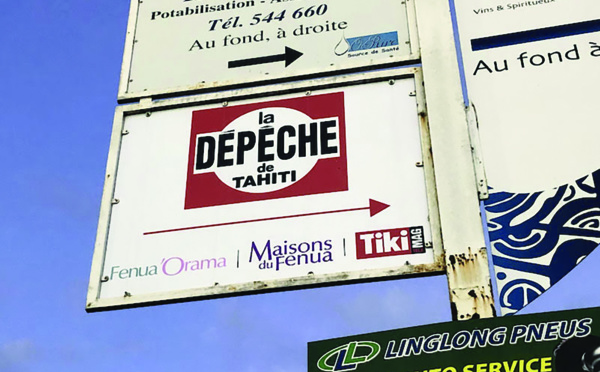 Potabilisation
Tél. 544 660
Au fond, à droite
Source de Santé
Vins & Spiritueux
Au fond à
la
DÉPÊCHE
de
TAHITI
Fenua'Orama | Maisons du Fenua | Tiki MAG
LINGLONG PNEUS
SERVICE